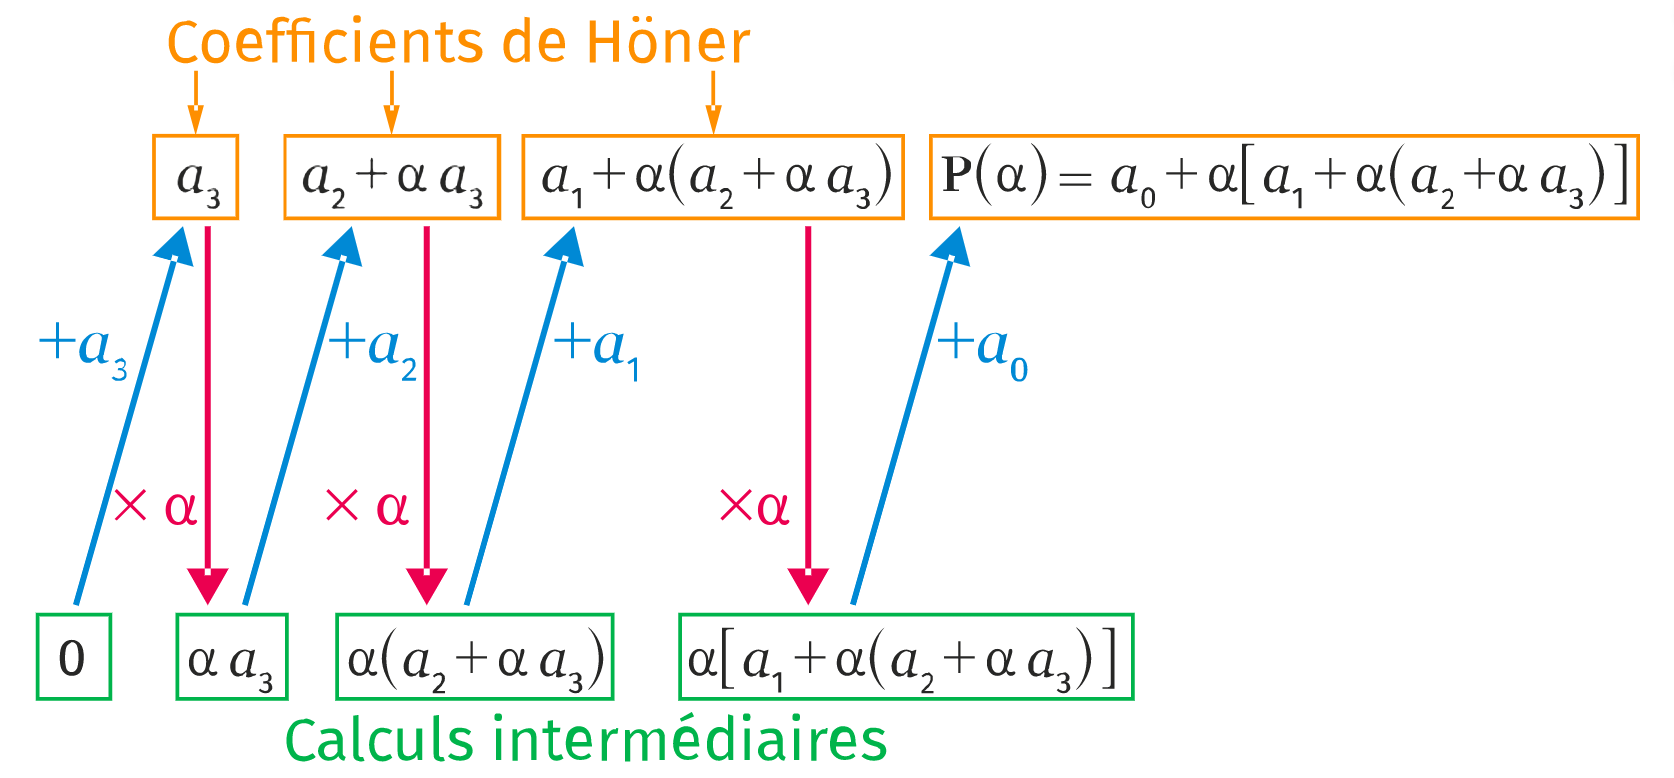 Coefficients de Höner
a₃ a₂ + α a₃ a₁ + α(a₂ + α a₃) P(α) = a₀ + α[a₁ + α(a₂ +α a₃)]
+a₃ +a₂ +a₁ +a₀
× α × α ×α
0 α a₃ α(a₂ + α a₃) α[a₁ + α(a₂ + α a₃)]
Calculs intermédiaires